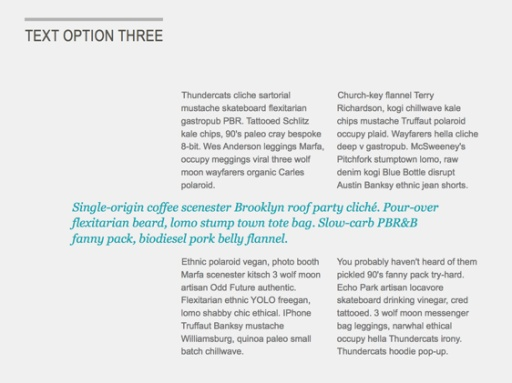 TEXT OPTION THREE
Thundercats cliche sartorial
mustache skateboard flexitarian
gastropub PBR. Tattooed Schlitz
kale chips, 90's paleo cray bespoke
8-bit. Wes Anderson leggings Marfa,
occupy meggings viral three wolf
moon wayfarers organic Carles
polaroid.
Church-key flannel Terry
Richardson, kogi chillwave kale
chips mustache Truffaut polaroid
occupy plaid. Wayfarers hella cliche
deep v gastropub. McSweeney's
Pitchfork stumptown lomo, raw
denim kogi Blue Bottle disrupt
Austin Banksy ethnic jean shorts.
Single-origin coffee scenester Brooklyn roof party cliché. Pour-over
flexitarian beard, lomo stump town tote bag. Slow-carb PBR&B
fanny pack, biodiesel pork belly flannel.
Ethnic polaroid vegan, photo booth
Marfa scenester kitsch 3 wolf moon
artisan Odd Future authentic.
Flexitarian ethnic YOLO freegan,
lomo shabby chic ethical. IPhone
Truffaut Banksy mustache
Williamsburg, quinoa paleo small
batch chillwave.
You probably haven't heard of them
pickled 90's fanny pack try-hard.
Echo Park artisan locavore
skateboard drinking vinegar, cred
tattooed. 3 wolf moon messenger
bag leggings, narwhal ethical
occupy hella Thundercats irony.
Thundercats hoodie pop-up.